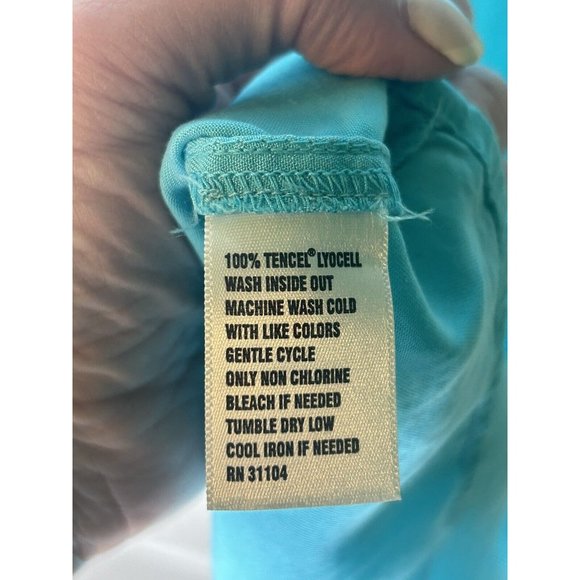 100% TENCEL® LYOCELL
WASH INSIDE OUT
MACHINE WASH COLD
WITH LIKE COLORS
GENTLE CYCLE
ONLY NON CHLORINE
BLEACH IF NEEDED
TUMBLE DRY LOW
COOL IRON IF NEEDED
RN 31104